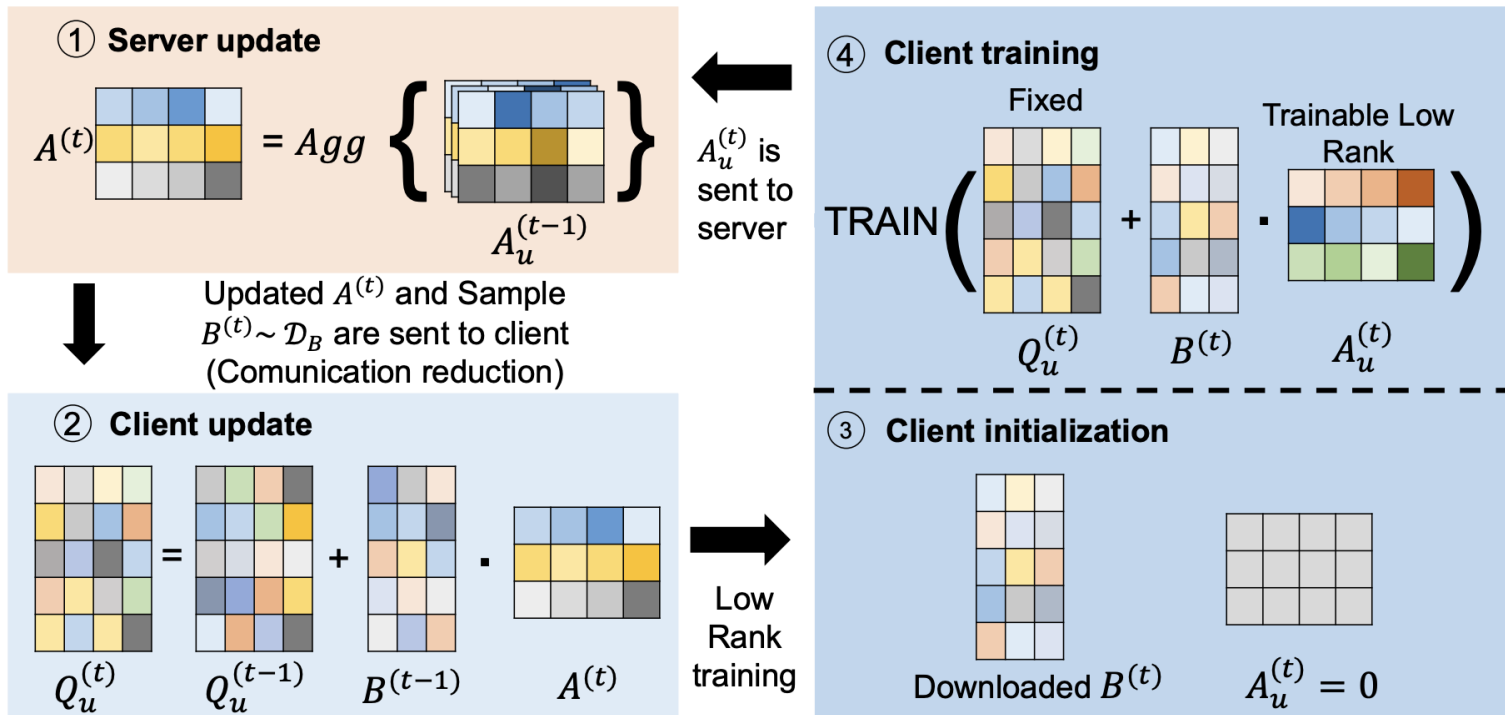 ① Server update
A^{(t)} = Agg { A_u^{(t-1)} }
Updated A^{(t)} and Sample
B^{(t)} ~ 𝒟_B are sent to client
(Comunication reduction)
② Client update
=
+
·
Q_u^{(t)}
Q_u^{(t-1)}
B^{(t-1)}
A^{(t)}
Low
Rank
training
③ Client initialization
Downloaded B^{(t)}
A_u^{(t)} = 0
④ Client training
Fixed
Trainable Low
Rank
TRAIN( + · )
Q_u^{(t)}
B^{(t)}
A_u^{(t)}
A_u^{(t)} is
sent to
server